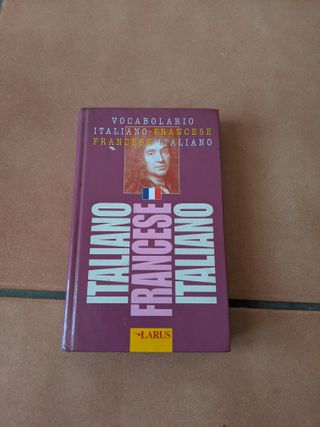 VOCABOLARIO
ITALIANO-FRANCESE
FRANCESE-ITALIANO
ITALIANO
FRANCESE
ITALIANO
LARUS